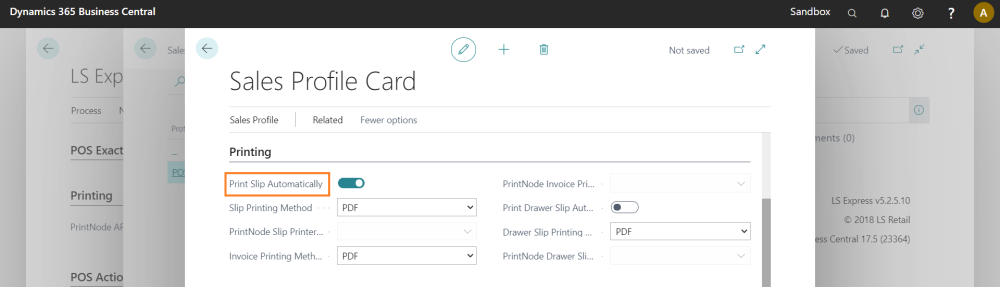 Dynamics 365 Business Central
Sandbox
A
LS Exp
Process
POS Exact
Printing
PrintNode AP
POS Actio
Sales
...
POS
Not saved
Sales Profile Card
Sales Profile
Related
Fewer options
Printing
Print Slip Automatically
Slip Printing Method
PDF
PrintNode Slip Printer...
Invoice Printing Meth...
PDF
PrintNode Invoice Pri...
Print Drawer Slip Aut...
Drawer Slip Printing ...
PDF
PrintNode Drawer Sli...
Saved
ments (0)
LS Express v5.2.5.10
© 2018 LS Retail
ess Central 17.5 (23364)